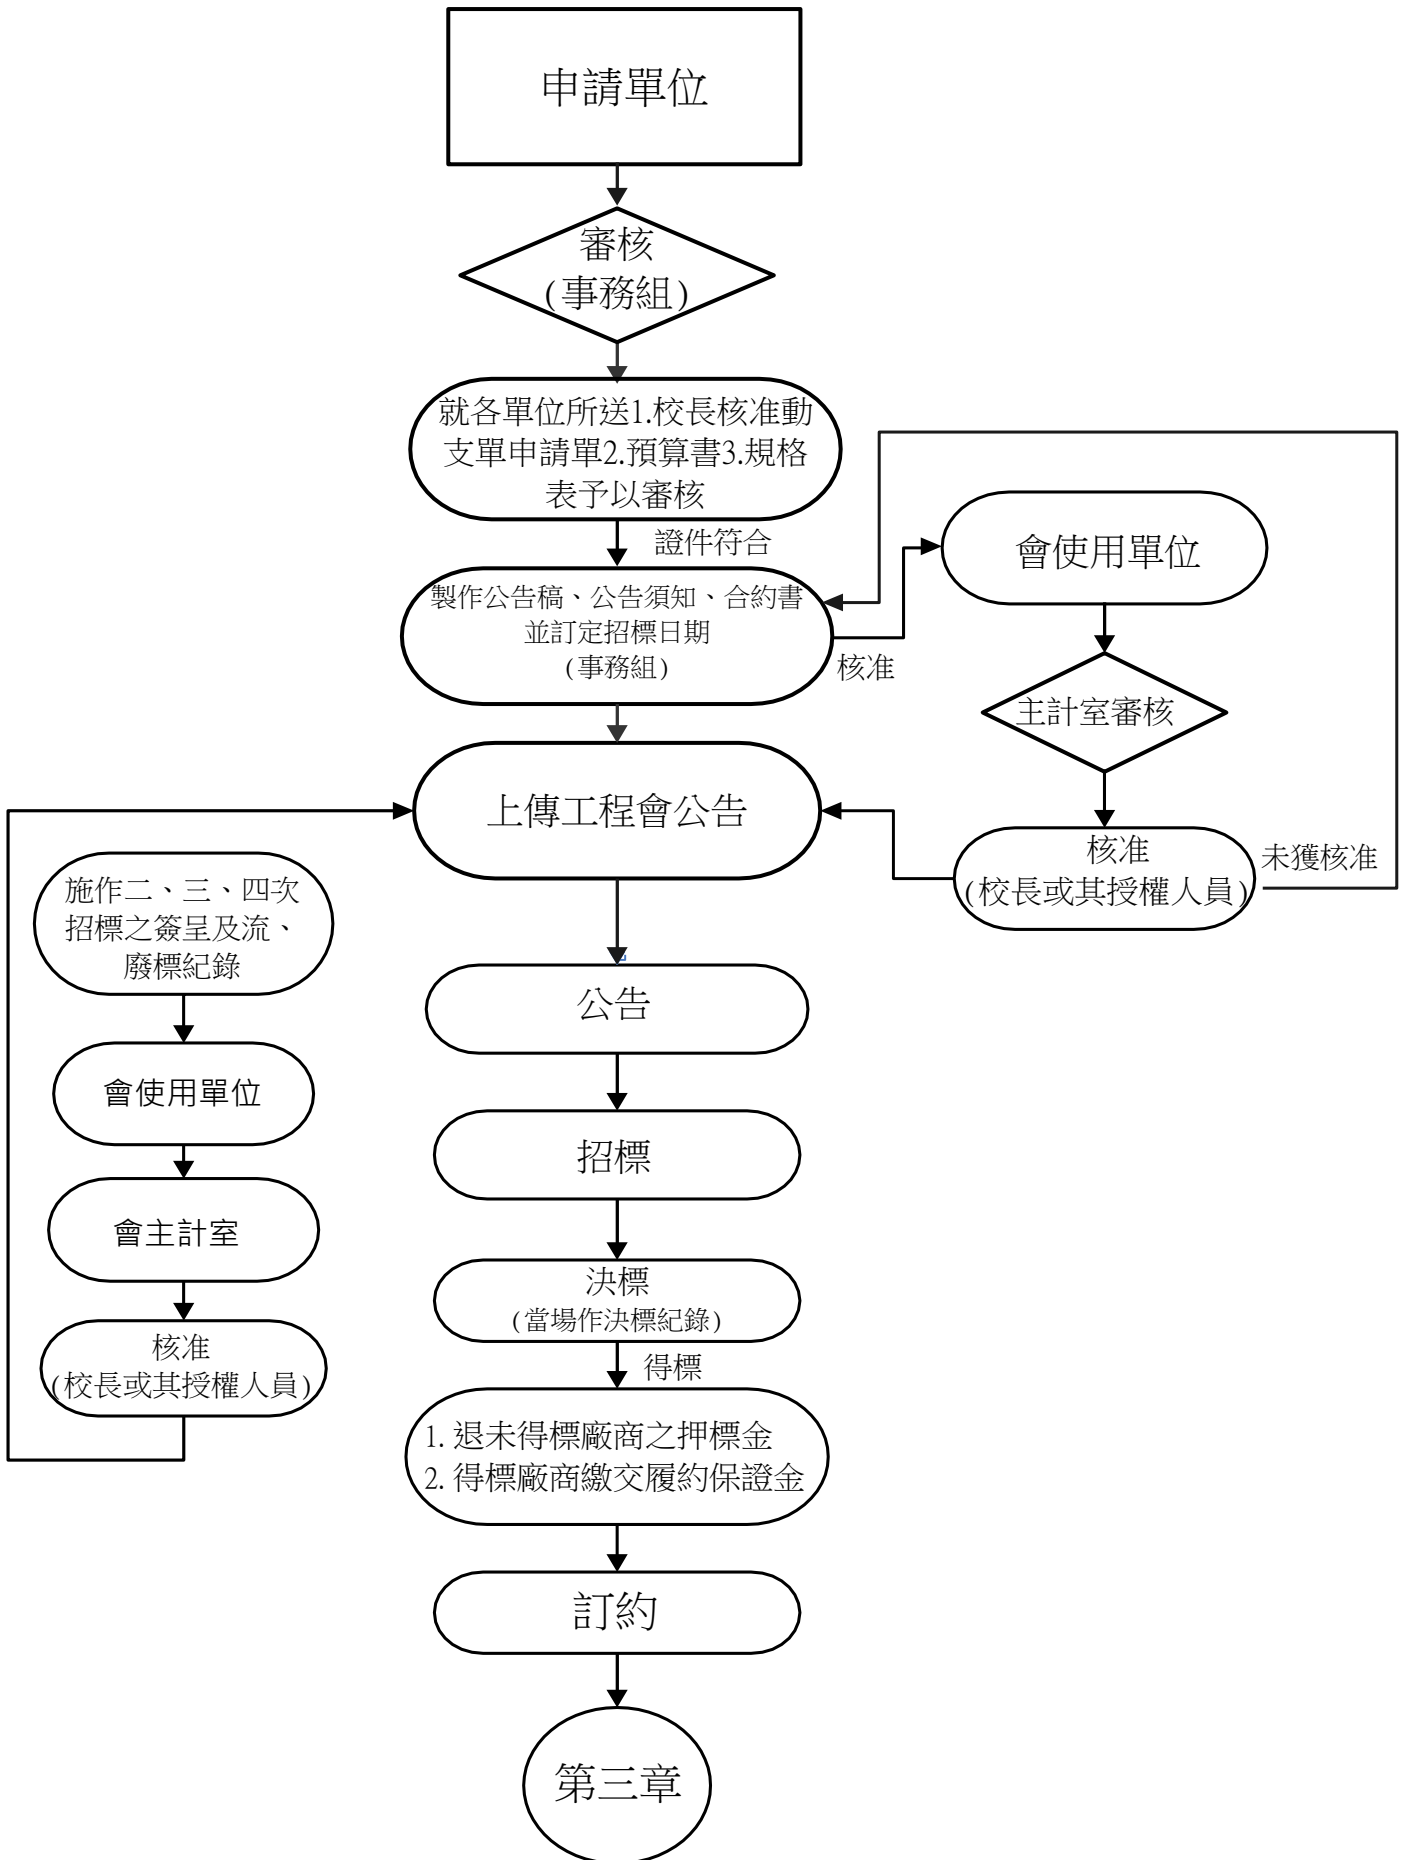 申請單位
審核
(事務組)
就各單位所送1.校長核准動
支單申請單2.預算書3.規格
表予以審核
證件符合
製作公告稿、公告須知、合約書
並訂定招標日期
(事務組)
核准
會使用單位
主計室審核
核准
(校長或其授權人員)
未獲核准
上傳工程會公告
施作二、三、四次
招標之簽呈及流、
廢標紀錄
會使用單位
會主計室
核准
(校長或其授權人員)
公告
招標
決標
(當場作決標紀錄)
得標
1. 退未得標廠商之押標金
2. 得標廠商繳交履約保證金
訂約
第三章